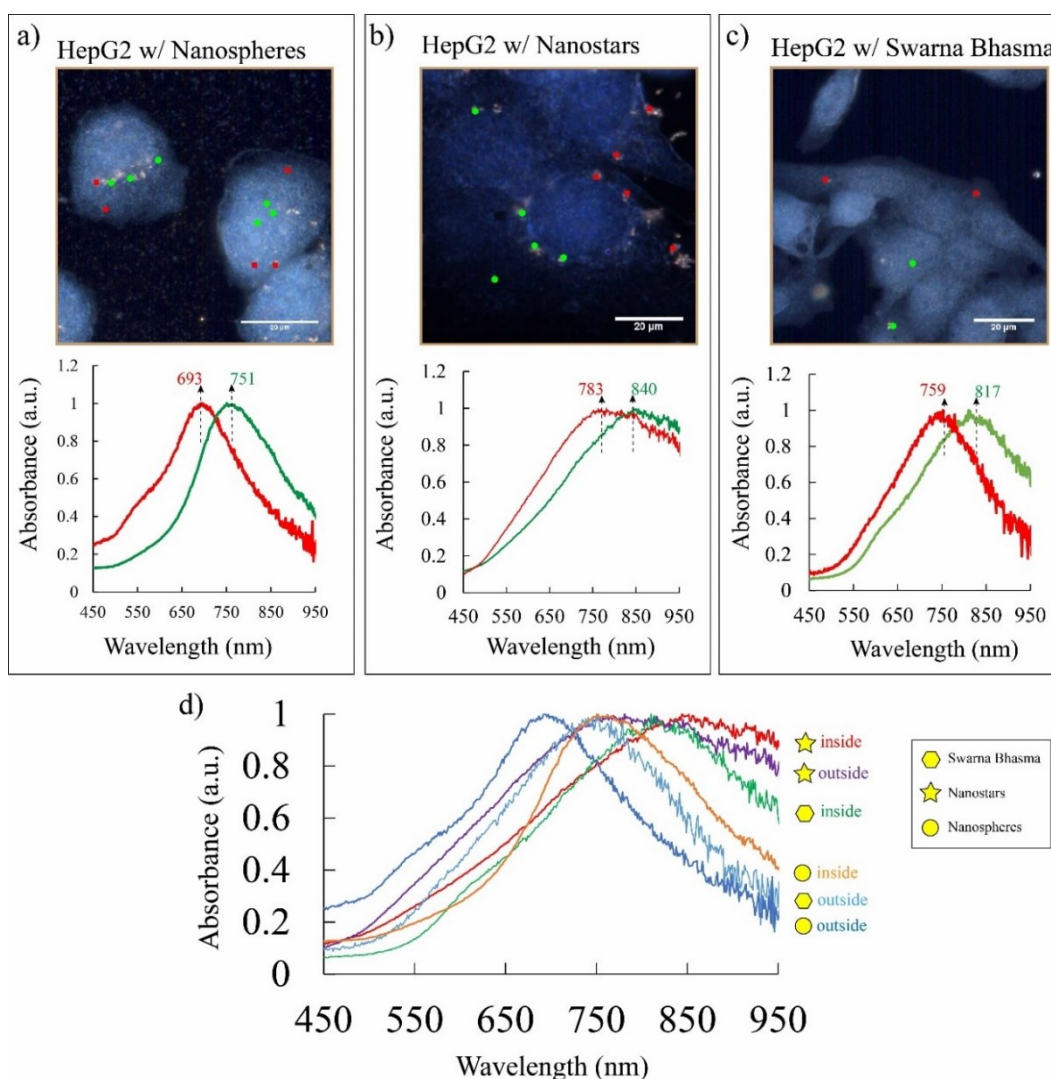 a)
HepG2 w/ Nanospheres
20 μm
693
751
1.2
1
0.8
0.6
0.4
0.2
0
Absorbance (a.u.)
450 550 650 750 850 950
Wavelength (nm)
b)
HepG2 w/ Nanostars
20 μm
783
840
1.2
1
0.8
0.6
0.4
0.2
0
Absorbance (a.u.)
450 550 650 750 850 950
Wavelength (nm)
c)
HepG2 w/ Swarna Bhasma
20 μm
759
817
1.2
1
0.8
0.6
0.4
0.2
0
Absorbance (a.u.)
450 550 650 750 850 950
Wavelength (nm)
d)
1
0.8
0.6
0.4
0.2
0
Absorbance (a.u.)
450 550 650 750 850 950
Wavelength (nm)
inside
outside
inside
inside
outside
outside
Swarna Bhasma
Nanostars
Nanospheres